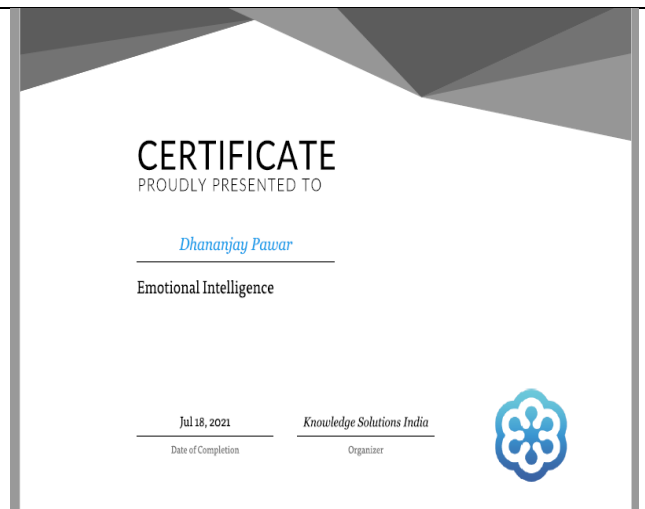 CERTIFICATE
PROUDLY PRESENTED TO
Dhananjay Pawar
Emotional Intelligence
Jul 18, 2021
Knowledge Solutions India
Date of Completion
Organizer